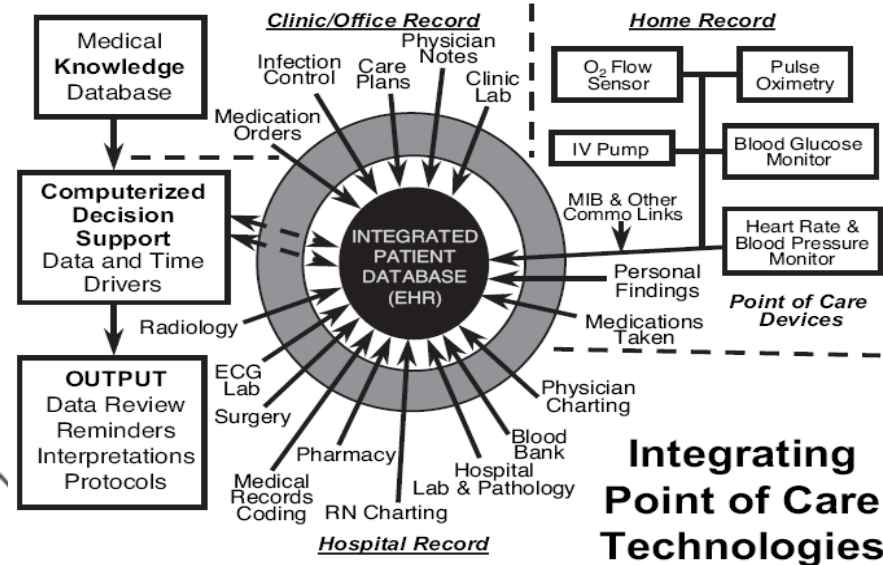 Clinic/Office Record
Home Record
Medical
Knowledge
Database
Infection
Control
Care
Plans
Physician
Notes
Clinic
Lab
Medication
Orders
O2 Flow
Sensor
Pulse
Oximetry
IV Pump
Blood Glucose
Monitor
MIB & Other
Commo Links
Heart Rate &
Blood Pressure
Monitor
Computerized
Decision
Support
Data and Time
Drivers
INTEGRATED
PATIENT
DATABASE
(EHR)
Personal
Findings
Medications
Taken
Point of Care
Devices
Radiology
ECG
Lab
Surgery
Pharmacy
Medical
Records
Coding
RN Charting
Hospital
Lab & Pathology
Blood
Bank
Physician
Charting
Hospital Record
OUTPUT
Data Review
Reminders
Interpretations
Protocols
Integrating
Point of Care
Technologies